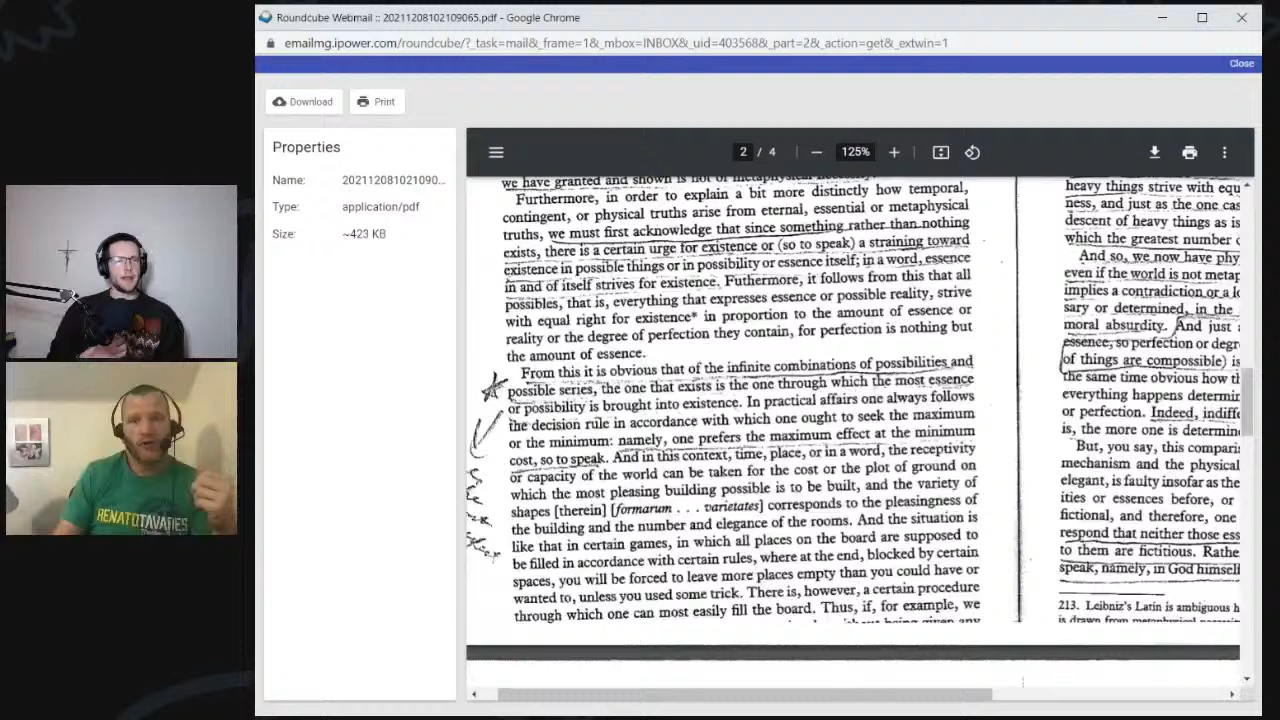 Roundcube Webmail :: 20211208102109065.pdf - Google Chrome
emailmg.ipower.com/roundcube/?_task=mail&_frame=1&_mbox=INBOX&_uid=403568&_part=2&_action=get&_extwin=1
Close
Download
Print
Properties
Name: 202112081021090...
Type: application/pdf
Size: ~423 KB
2 / 4
125%
we have granted and shown is not of metaphysical
Furthermore, in order to explain a bit more distinctly how temporal,
contingent, or physical truths arise from eternal, essential or metaphysical
truths, we must first acknowledge that since something rather than nothing
exists, there is a certain urge for existence or (so to speak) a straining toward
existence in possible things or in possibility or essence itself; in a word, essence
in and of itself strives for existence. Futhermore, it follows from this that all
possibles, that is, everything that expresses essence or possible reality, strive
with equal right for existence* in proportion to the amount of essence or
reality or the degree of perfection they contain, for perfection is nothing but
the amount of essence.
From this it is obvious that of the infinite combinations of possibilities and
possible series, the one that exists is the one through which the most essence
or possibility is brought into existence. In practical affairs one always follows
the decision rule in accordance with which one ought to seek the maximum
or the minimum: namely, one prefers the maximum effect at the minimum
cost, so to speak. And in this context, time, place, or in a word, the receptivity
or capacity of the world can be taken for the cost or the plot of ground on
which the most pleasing building possible is to be built, and the variety of
shapes [therein] [formarum . . . varietates] corresponds to the pleasingness of
the building and the number and elegance of the rooms. And the situation is
like that in certain games, in which all places on the board are supposed to
be filled in accordance with certain rules, where at the end, blocked by certain
spaces, you will be forced to leave more places empty than you could have or
wanted to, unless you used some trick. There is, however, a certain procedure
through which one can most easily fill the board. Thus, if, for example, we
heavy things strive with equ
ness, and just as the one cas
descent of heavy things as is
which the greatest number o
And so, we now have phy
even if the world is not metap
implies a contradiction or a lo
sary or determined, in the
moral absurdity. And just a
essence, so perfection or degr
of things are compossible) is
the same time obvious how th
everything happens determin
or perfection. Indeed, indiffe
is, the more one is determin
But, you say, this comparis
mechanism and the physical
elegant, is faulty insofar as the
ities or essences before, or
fictional, and therefore, one
respond that neither those ess
to them are fictitious. Rathe
speak, namely, in God himself
213. Leibniz's Latin is ambiguous h
is drawn from
RENATO TAVARES